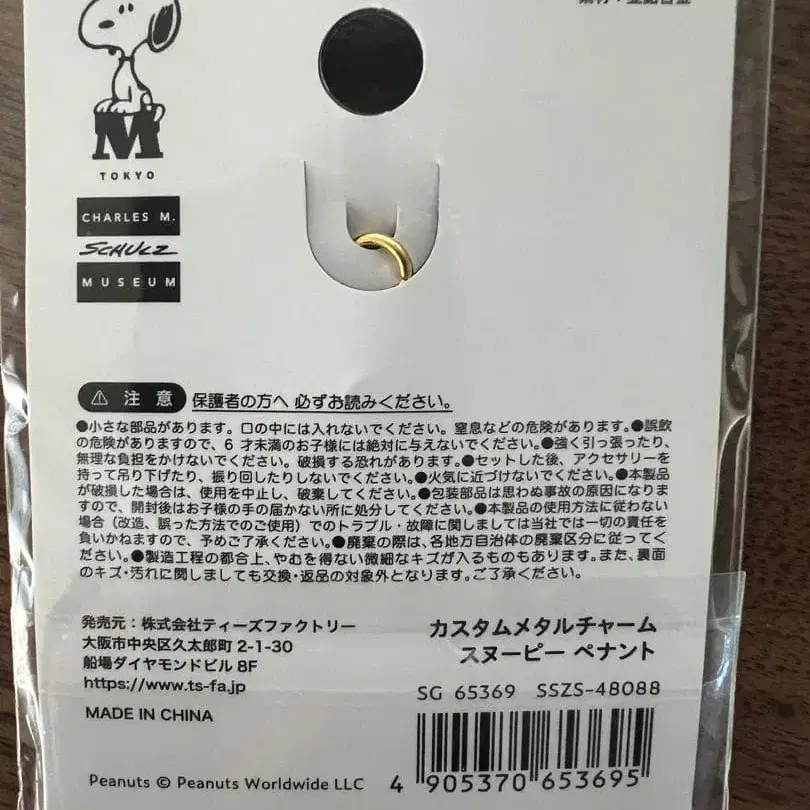 M
TOKYO
CHARLES M.
SCHULZ
MUSEUM
注意 保護者の方へ 必ずお読みください。
●小さな部品があります。口の中には入れないでください。窒息などの危険があります。●誤飲
の危険がありますので、6 才未満のお子様には絶対に与えないでください。●強く引っ張ったり、
無理な負担をかけないでください。破損する恐れがあります。●セットした後、アクセサリーを
持って吊り下げたり、振り回したりしないでください。●火気に近づけないでください。●本製品
が破損した場合は、使用を中止し、破棄してください。●包装部品は思わぬ事故の原因になりま
すので、開封後はお子様の手の届かない所に処分してください。●本製品の使用方法に従わない
場合（改造、誤った方法でのご使用）でのトラブル・故障に関しましては当社では一切の責任を
負いかねますので、予めご了承ください。●廃棄の際は、各地方自治体の廃棄区分に従ってく
ださい。●製造工程の都合上、やむを得ない微細なキズが入るものもあります。また、裏面
のキズ・汚れに関しましても交換・返品の対象外となります。ご了承ください。
発売元：株式会社ティーズファクトリー
大阪市中央区久太郎町 2-1-30
船場ダイヤモンドビル 8F
https://www.ts-fa.jp
MADE IN CHINA
カスタムメタルチャーム
スヌーピー ペナント
SG 65369 SSZS-48088
Peanuts © Peanuts Worldwide LLC
4 905370 653695